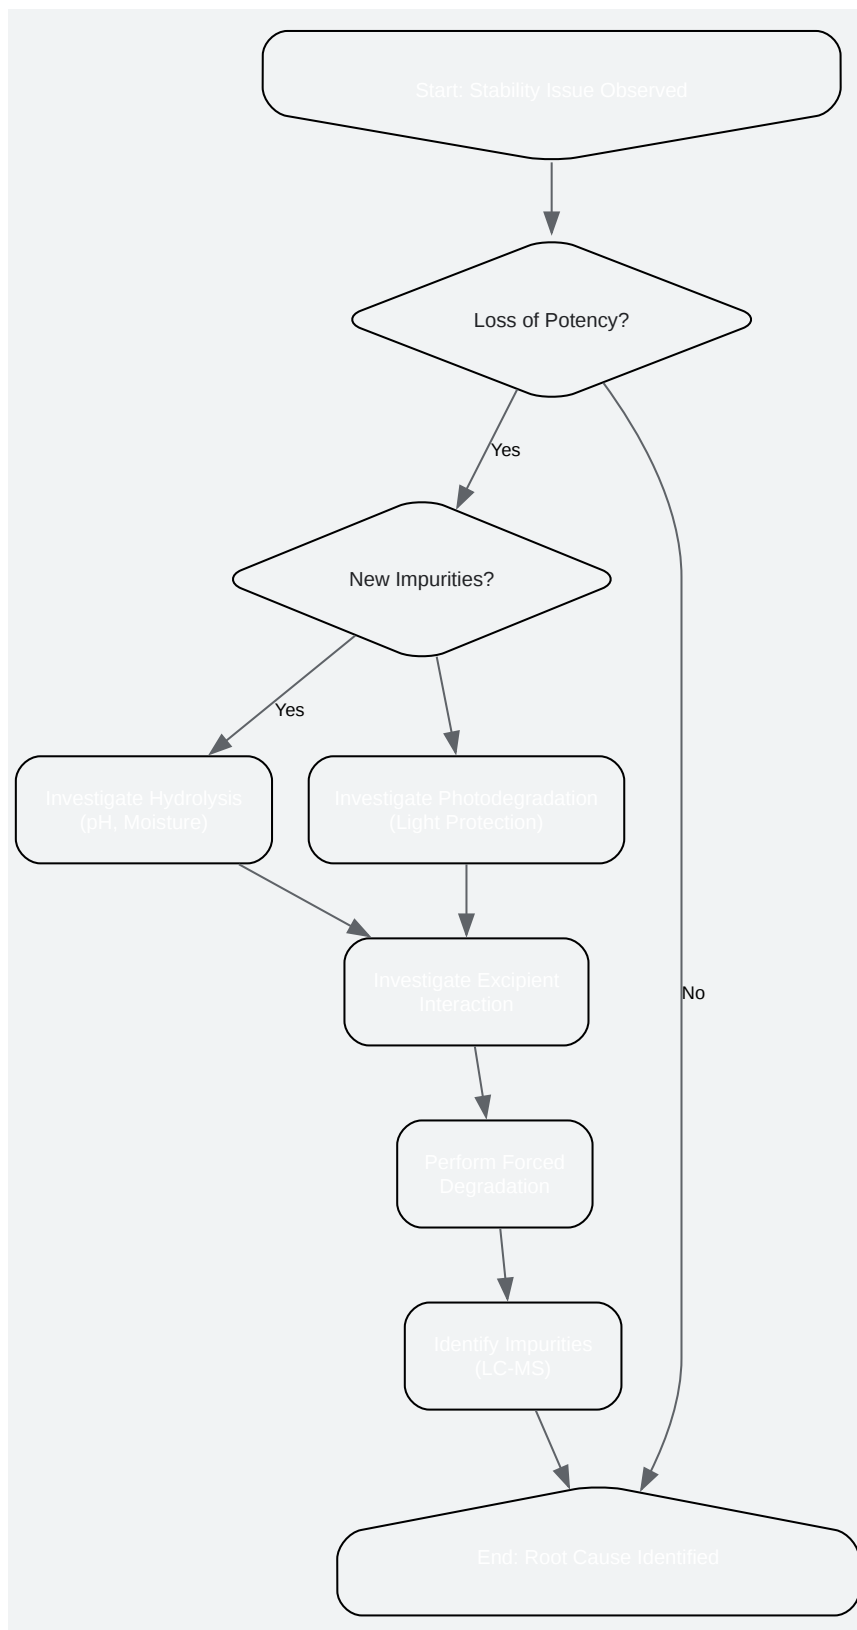 Start: Stability Issue Observed
Loss of Potency?
Yes
New Impurities?
Yes
Investigate Hydrolysis
(pH, Moisture)
Investigate Photodegradation
(Light Protection)
Investigate Excipient
Interaction
No
Perform Forced
Degradation
Identify Impurities
(LC-MS)
End: Root Cause Identified